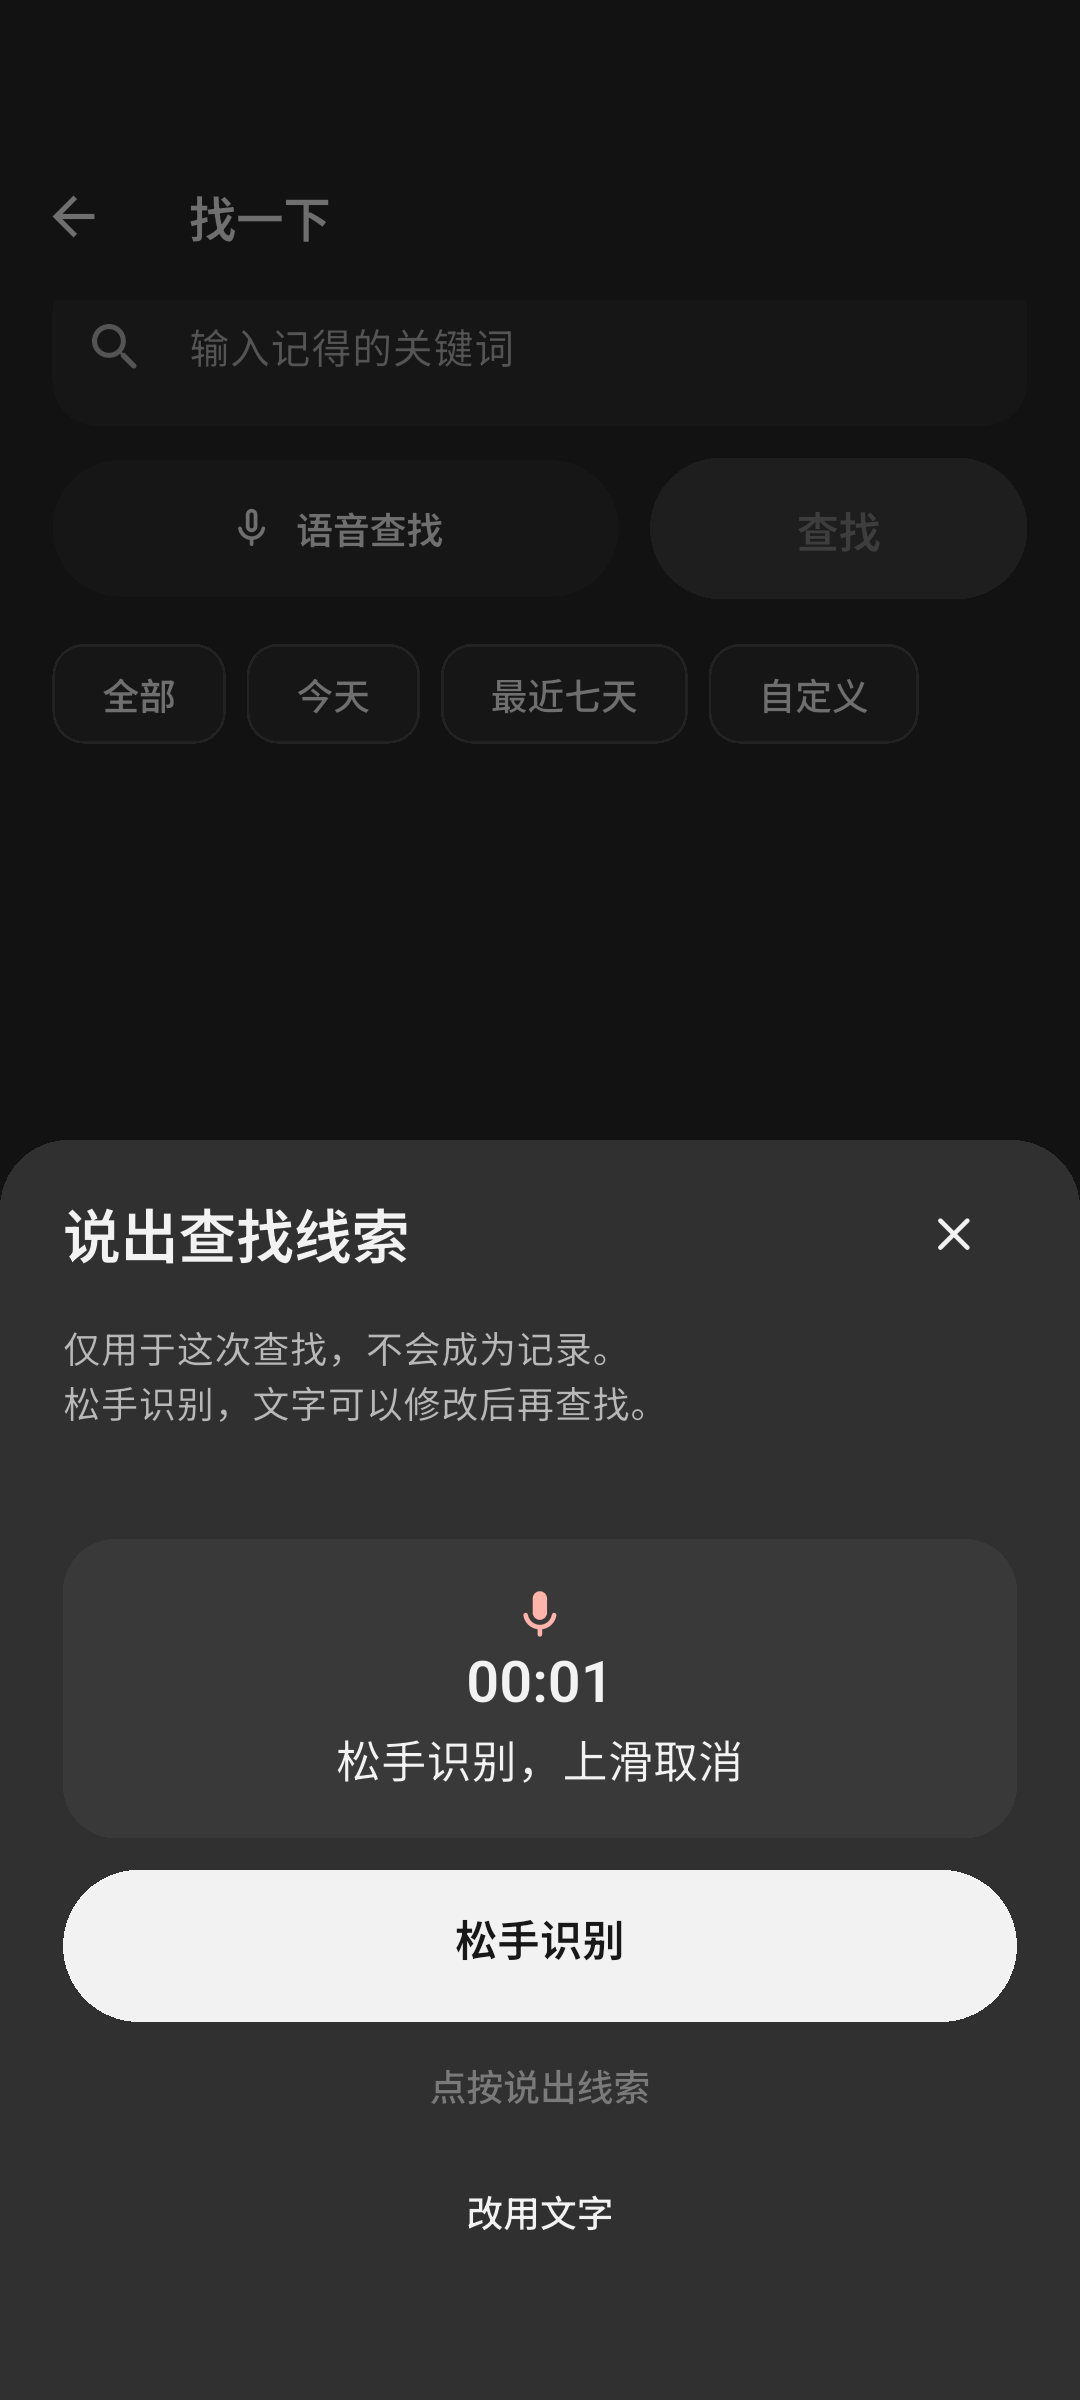 找一下
输入记得的关键词
语音查找
查找
全部
今天
最近七天
自定义
说出查找线索
仅用于这次查找，不会成为记录。
松手识别，文字可以修改后再查找。
00:01
松手识别，上滑取消
松手识别
点按说出线索
改用文字